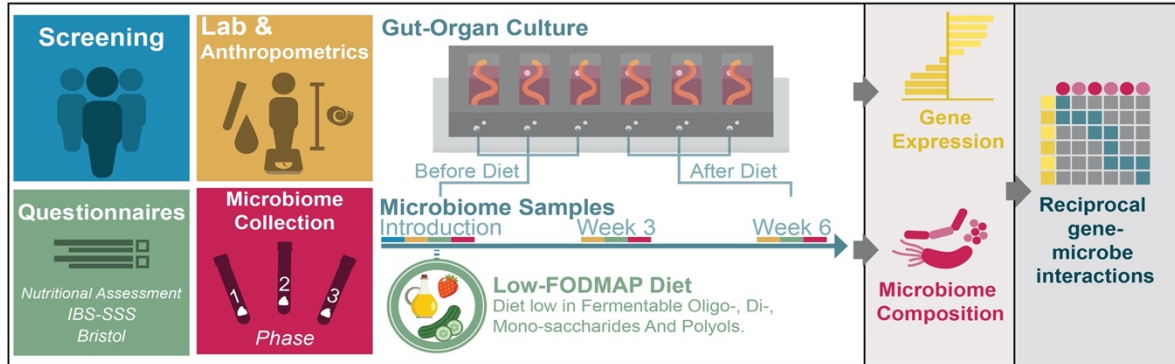 Screening
Lab &
Anthropometrics
Questionnaires
Nutritional Assessment
IBS-SSS
Bristol
Microbiome
Collection
1
2
3
Phase
Gut-Organ Culture
Before Diet
After Diet
Microbiome Samples
Introduction
Week 3
Week 6
Low-FODMAP Diet
Diet low in Fermentable Oligo-, Di-,
Mono-saccharides And Polyols.
Gene
Expression
Microbiome
Composition
Reciprocal
gene-
microbe
interactions